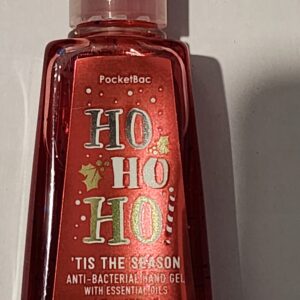 PocketBac
HO
HO
HO!...
'TIS THE SEASON
ANTI-BACTERIAL HAND GEL
WITH ESSENTIAL OILS